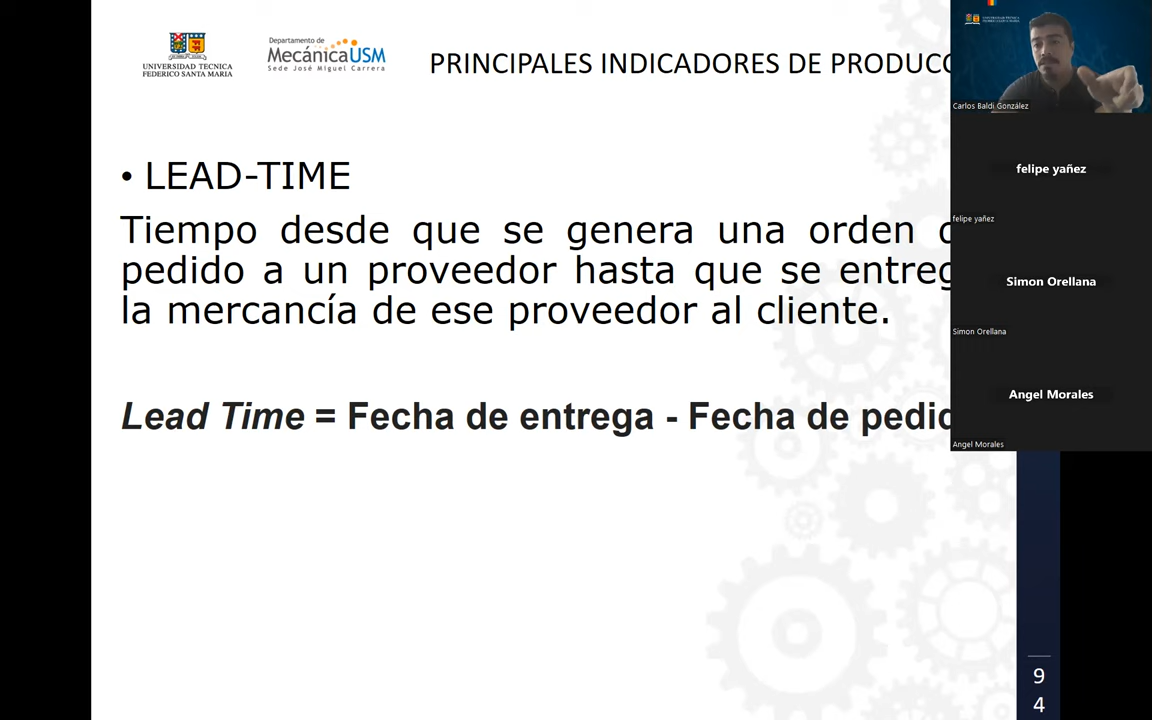 UNIVERSIDAD TECNICA
FEDERICO SANTA MARIA
Departamento de
MecánicaUSM
Sede José Miguel Carrera
PRINCIPALES INDICADORES DE PRODUCC
• LEAD-TIME
Tiempo desde que se genera una orden
pedido a un proveedor hasta que se entreg
la mercancía de ese proveedor al cliente.
Lead Time = Fecha de entrega - Fecha de pedid
Carlos Baldi González
felipe yañez
felipe yañez
Simon Orellana
Simon Orellana
Angel Morales
Angel Morales
9
4